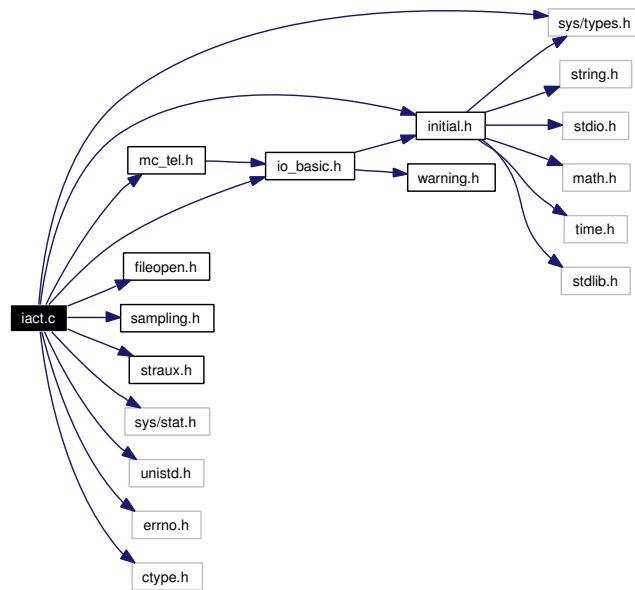 sys/types.h
string.h
initial.h
stdio.h
mc_tel.h
io_basic.h
math.h
warning.h
time.h
fileopen.h
stdlib.h
iact.c
sampling.h
straux.h
sys/stat.h
unistd.h
errno.h
ctype.h